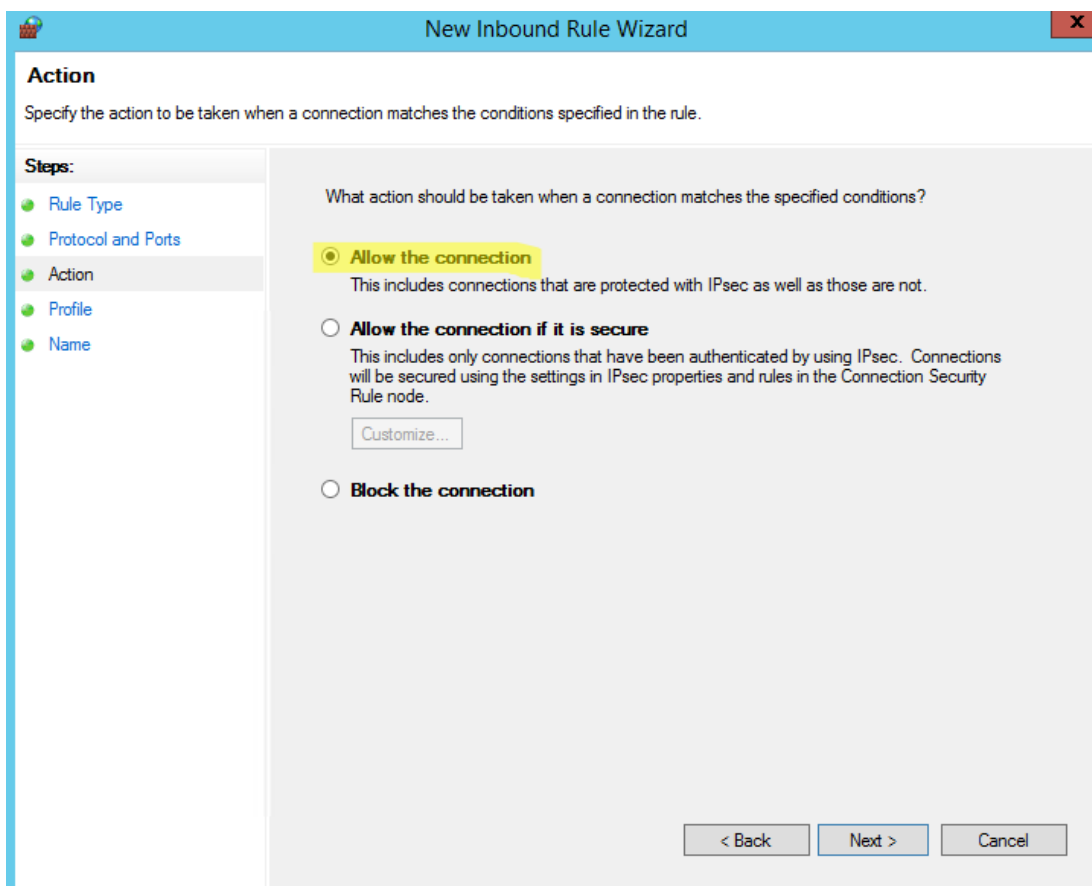 New Inbound Rule Wizard
x
Action
Specify the action to be taken when a connection matches the conditions specified in the rule.
Steps:
Rule Type
Protocol and Ports
Action
Profile
Name
What action should be taken when a connection matches the specified conditions?
Allow the connection
This includes connections that are protected with IPsec as well as those are not.
Allow the connection if it is secure
This includes only connections that have been authenticated by using IPsec. Connections
will be secured using the settings in IPsec properties and rules in the Connection Security
Rule node.
Customize...
Block the connection
< Back
Next >
Cancel